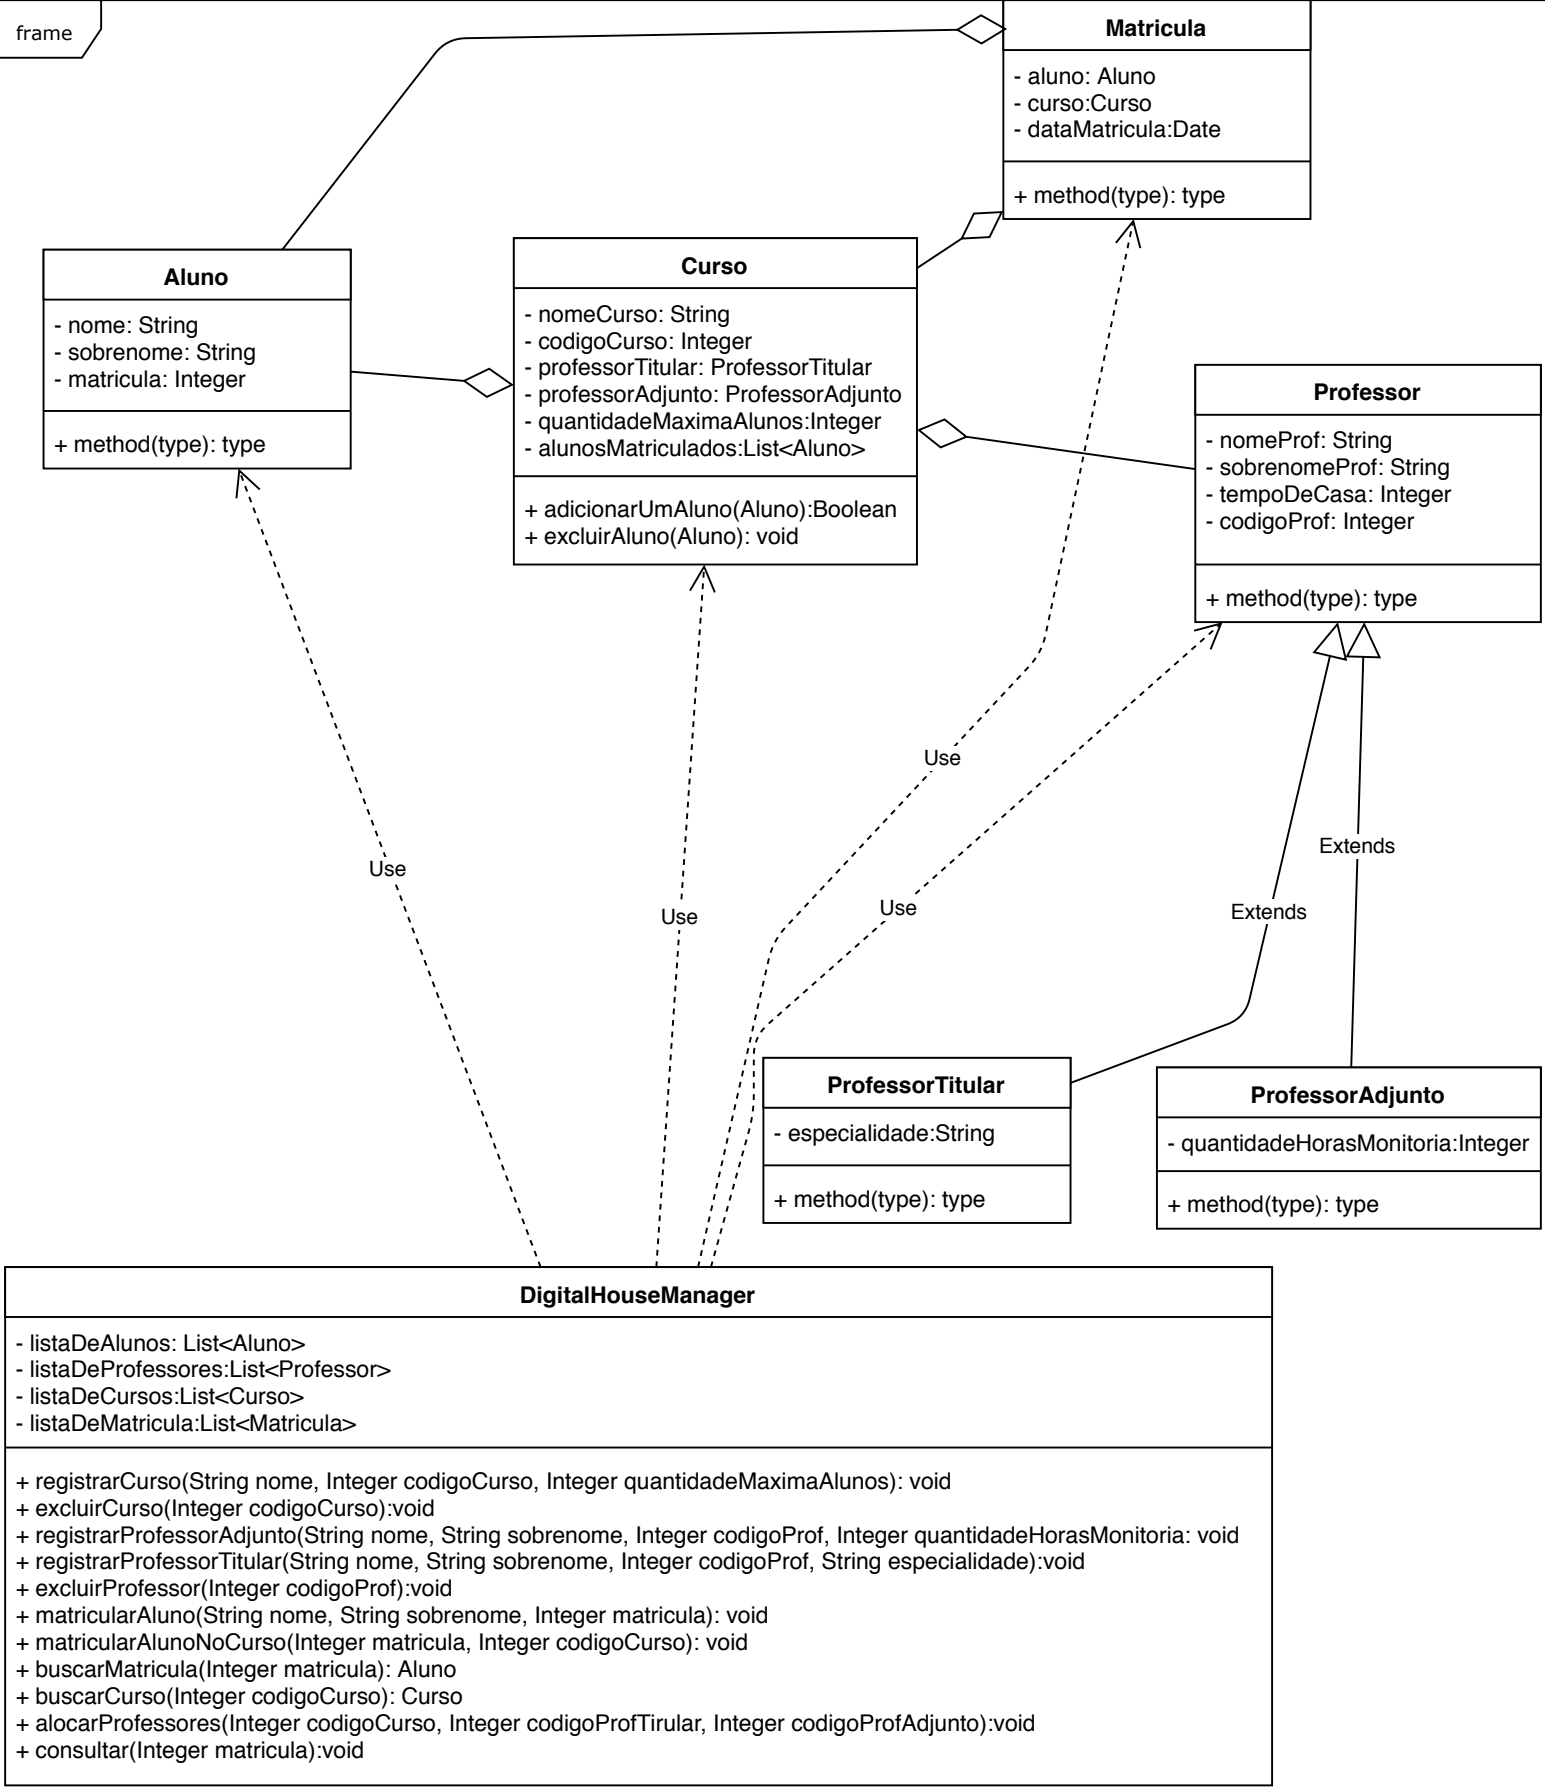 frame
Matricula
- aluno: Aluno
- curso:Curso
- dataMatricula:Date
+ method(type): type
Aluno
- nome: String
- sobrenome: String
- matricula: Integer
+ method(type): type
Curso
- nomeCurso: String
- codigoCurso: Integer
- professorTitular: ProfessorTitular
- professorAdjunto: ProfessorAdjunto
- quantidadeMaximaAlunos:Integer
- alunosMatriculados:List<Aluno>
+ adicionarUmAluno(Aluno):Boolean
+ excluirAluno(Aluno): void
Professor
- nomeProf: String
- sobrenomeProf: String
- tempoDeCasa: Integer
- codigoProf: Integer
+ method(type): type
Use
Use
Use
Use
Extends
Extends
ProfessorTitular
- especialidade:String
+ method(type): type
ProfessorAdjunto
- quantidadeHorasMonitoria:Integer
+ method(type): type
DigitalHouseManager
- listaDeAlunos: List<Aluno>
- listaDeProfessores:List<Professor>
- listaDeCursos:List<Curso>
- listaDeMatricula:List<Matricula>
+ registrarCurso(String nome, Integer codigoCurso, Integer quantidadeMaximaAlunos): void
+ excluirCurso(Integer codigoCurso):void
+ registrarProfessorAdjunto(String nome, String sobrenome, Integer codigoProf, Integer quantidadeHorasMonitoria: void
+ registrarProfessorTitular(String nome, String sobrenome, Integer codigoProf, String especialidade):void
+ excluirProfessor(Integer codigoProf):void
+ matricularAluno(String nome, String sobrenome, Integer matricula): void
+ matricularAlunoNoCurso(Integer matricula, Integer codigoCurso): void
+ buscarMatricula(Integer matricula): Aluno
+ buscarCurso(Integer codigoCurso): Curso
+ alocarProfessores(Integer codigoCurso, Integer codigoProfTirular, Integer codigoProfAdjunto):void
+ consultar(Integer matricula):void